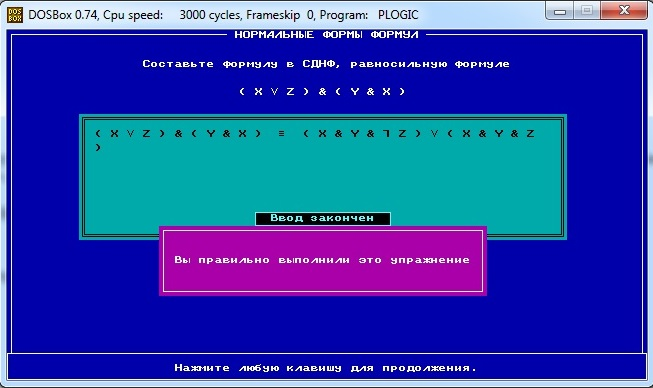 DOSBox 0.74, Cpu speed: 3000 cycles, Frameskip 0, Program: PLOGIC
НОРМАЛЬНЫЕ ФОРМЫ ФОРМУЛ
Составьте формулу в СДНФ, равносильную формуле
( X ∨ Z ) & ( Y & X )
( X ∨ Z ) & ( Y & X ) ≡ ( X & Y & ˥ Z ) ∨ ( X & Y & Z
)
Ввод закончен
Вы правильно выполнили это упражнение
Нажмите любую клавишу для продолжения.